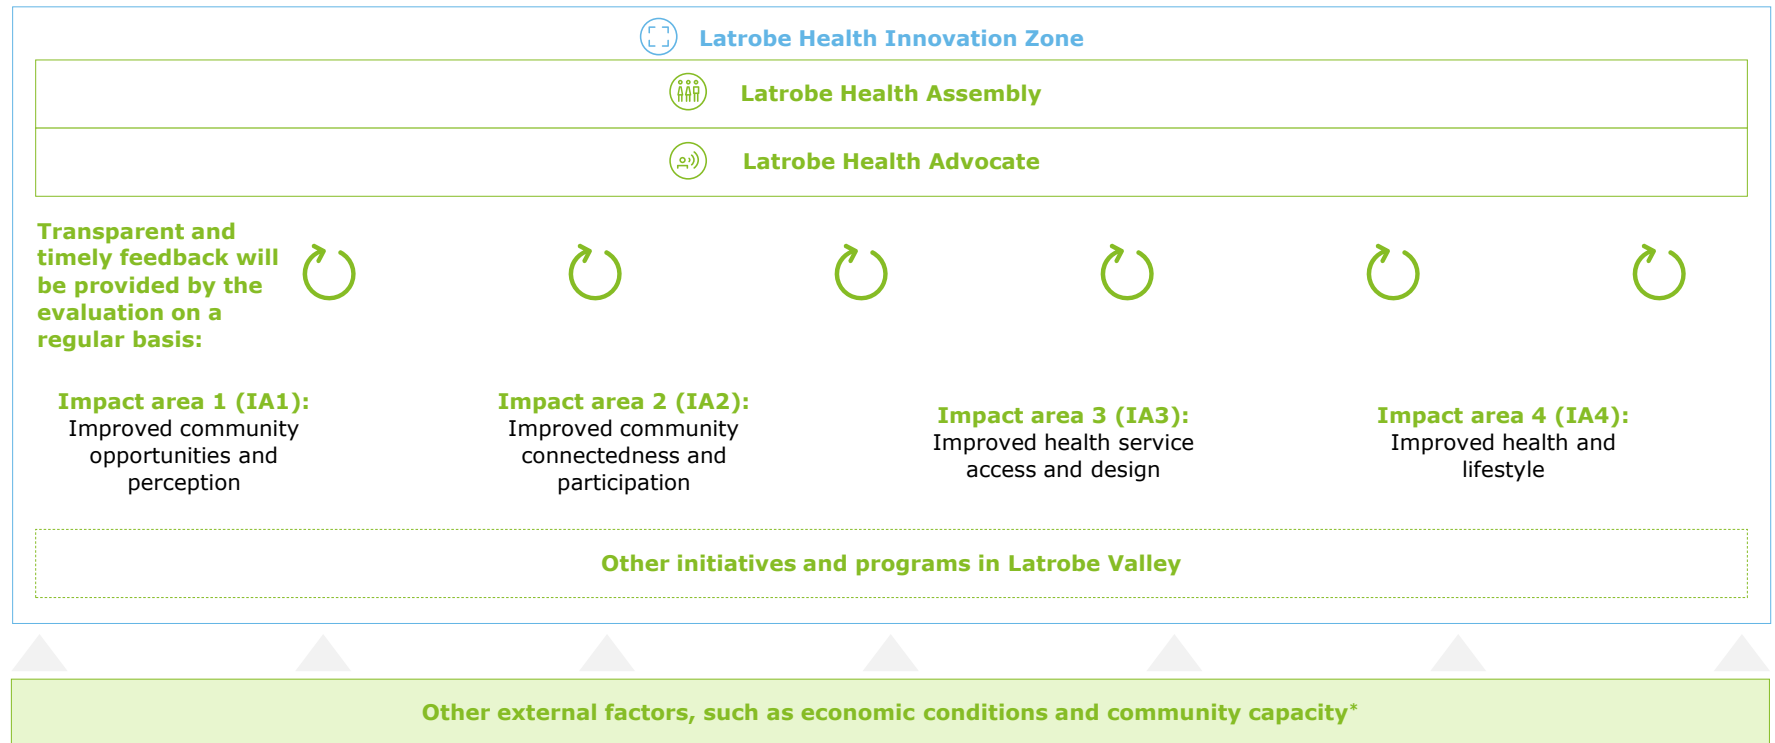 Latrobe Health Innovation Zone
Latrobe Health Assembly
Latrobe Health Advocate
Transparent and
timely feedback will
be provided by the
evaluation on a
regular basis:
Impact area 1 (IA1):
Improved community
opportunities and
perception
Impact area 2 (IA2):
Improved community
connectedness and
participation
Impact area 3 (IA3):
Improved health service
access and design
Impact area 4 (IA4):
Improved health and
lifestyle
Other initiatives and programs in Latrobe Valley
Other external factors, such as economic conditions and community capacity*